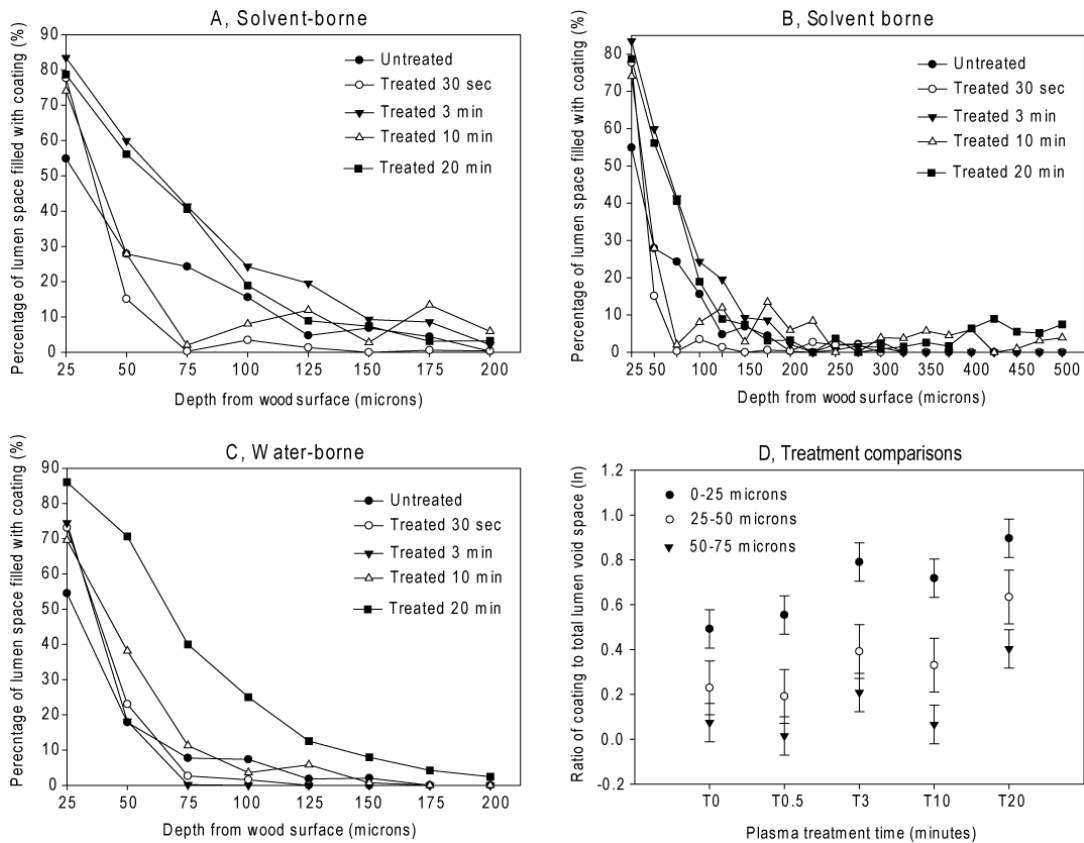 A, Solvent-borne
Percentage of lumen space filled with coating (%)
90
80
70
60
50
40
30
20
10
0
Untreated
Treated 30 sec
Treated 3 min
Treated 10 min
Treated 20 min
25 50 75 100 125 150 175 200
Depth from wood surface (microns)
B, Solvent borne
Percentage of lumen space filled with coating (%)
80
70
60
50
40
30
20
10
0
Untreated
Treated 30 sec
Treated 3 min
Treated 10 min
Treated 20 min
25 50 100 150 200 250 300 350 400 450 500
Depth from wood surface (microns)
C, Water-borne
Perecntage of lumen space filled with coating (%)
90
80
70
60
50
40
30
20
10
0
Untreated
Treated 30 sec
Treated 3 min
Treated 10 min
Treated 20 min
25 50 75 100 125 150 175 200
Depth from wood surface (microns)
D, Treatment comparisons
Ratio of coating to total lumen void space (ln)
1.2
1.0
0.8
0.6
0.4
0.2
0.0
-0.2
0-25 microns
25-50 microns
50-75 microns
T0 T0.5 T3 T10 T20
Plasma treatment time (minutes)